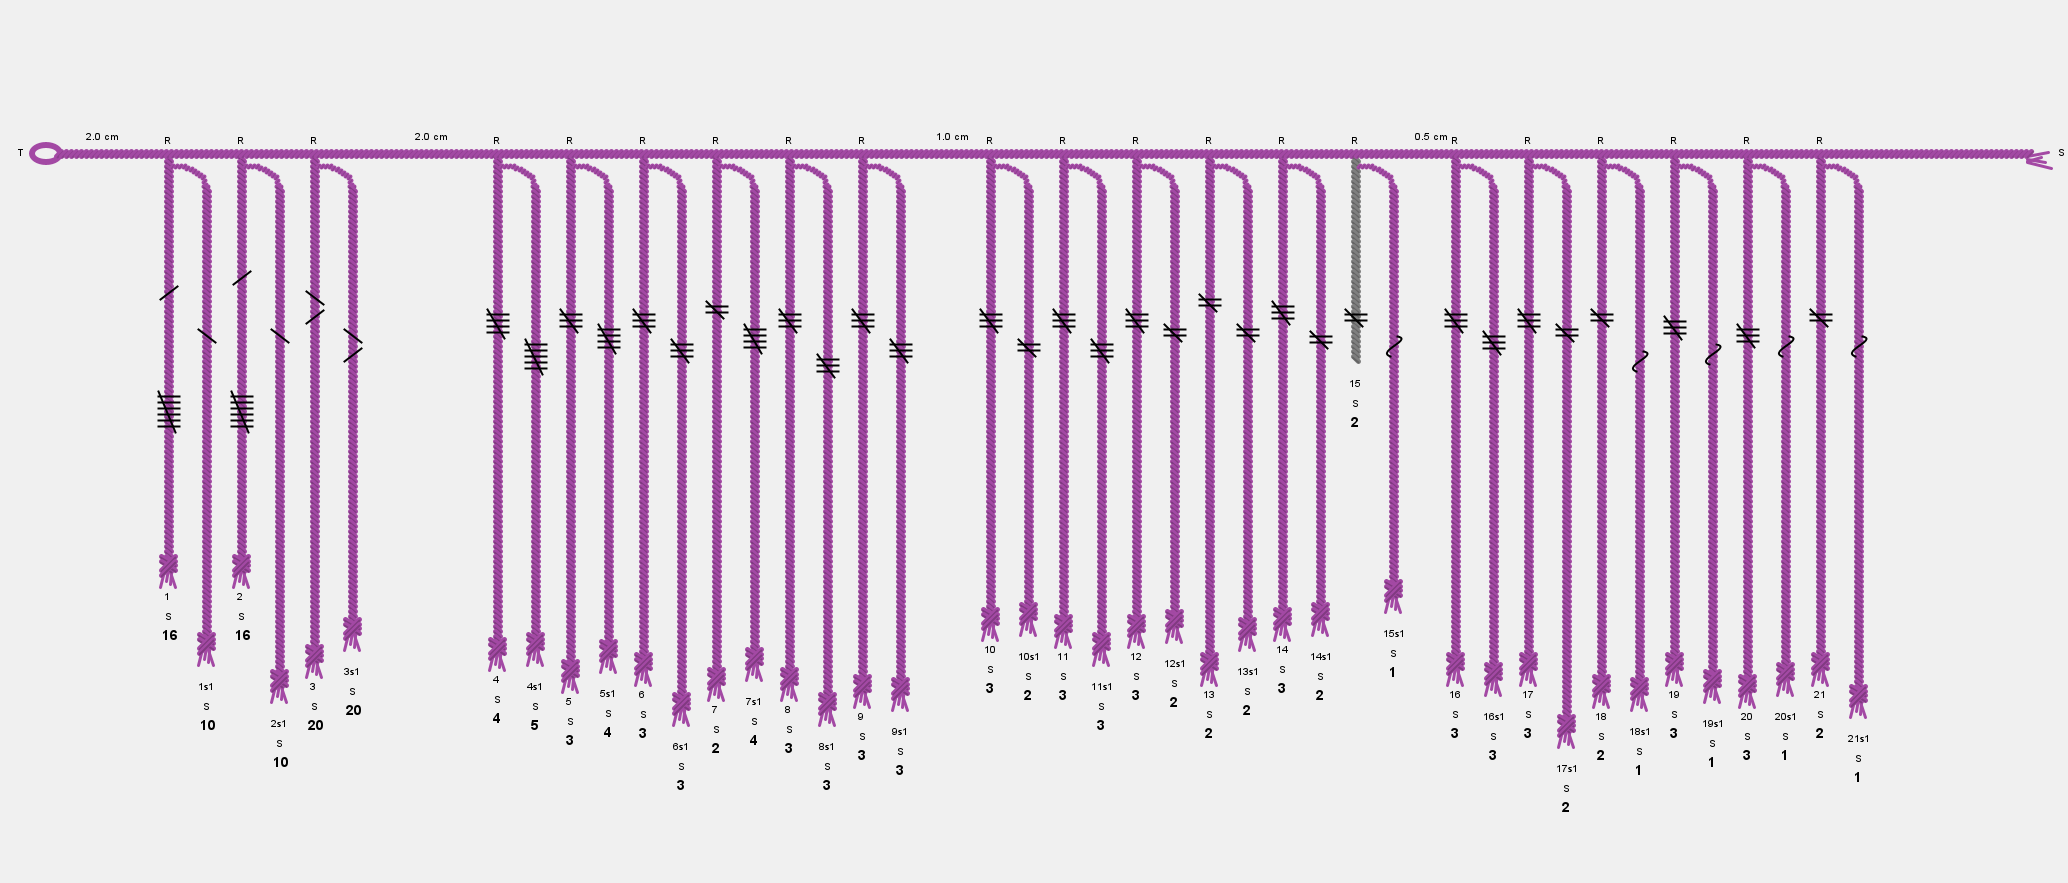 2.0 cm R R R 2.0 cm R R R R R R 1.0 cm R R R R R R 0.5 cm R R R R R R
T S
15
S
2
1 2
S S
16 16
15s1
S
1
10 10s1 11 12 12s1 14 14s1
S S S S S S S
3 2 3 3 2 3 2
3s1
S
20
13s1
S
2
4 4s1 5s1
S S S
4 5 4
1s1 3
S S
10 20
11s1
S
3
5 6 7s1
S S S
3 3 4
13 16 17 19 21
S S S S S
2 3 3 3 2
7 8 9
S S S
2 3 3
16s1 18 20 20s1
S S S S
3 2 3 1
2s1
S
10
9s1
S
3
18s1 19s1
S S
1 1
6s1 8s1
S S
3 3
21s1
S
1
17s1
S
2